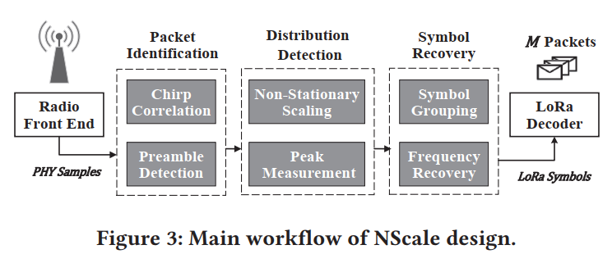 Packet
Identification
Distribution
Detection
Symbol
Recovery
M Packets
Radio
Front End
Chirp
Correlation
Preamble
Detection
Non-Stationary
Scaling
Peak
Measurement
Symbol
Grouping
Frequency
Recovery
LoRa
Decoder
PHY Samples
LoRa Symbols
Figure 3: Main workflow of NScale design.